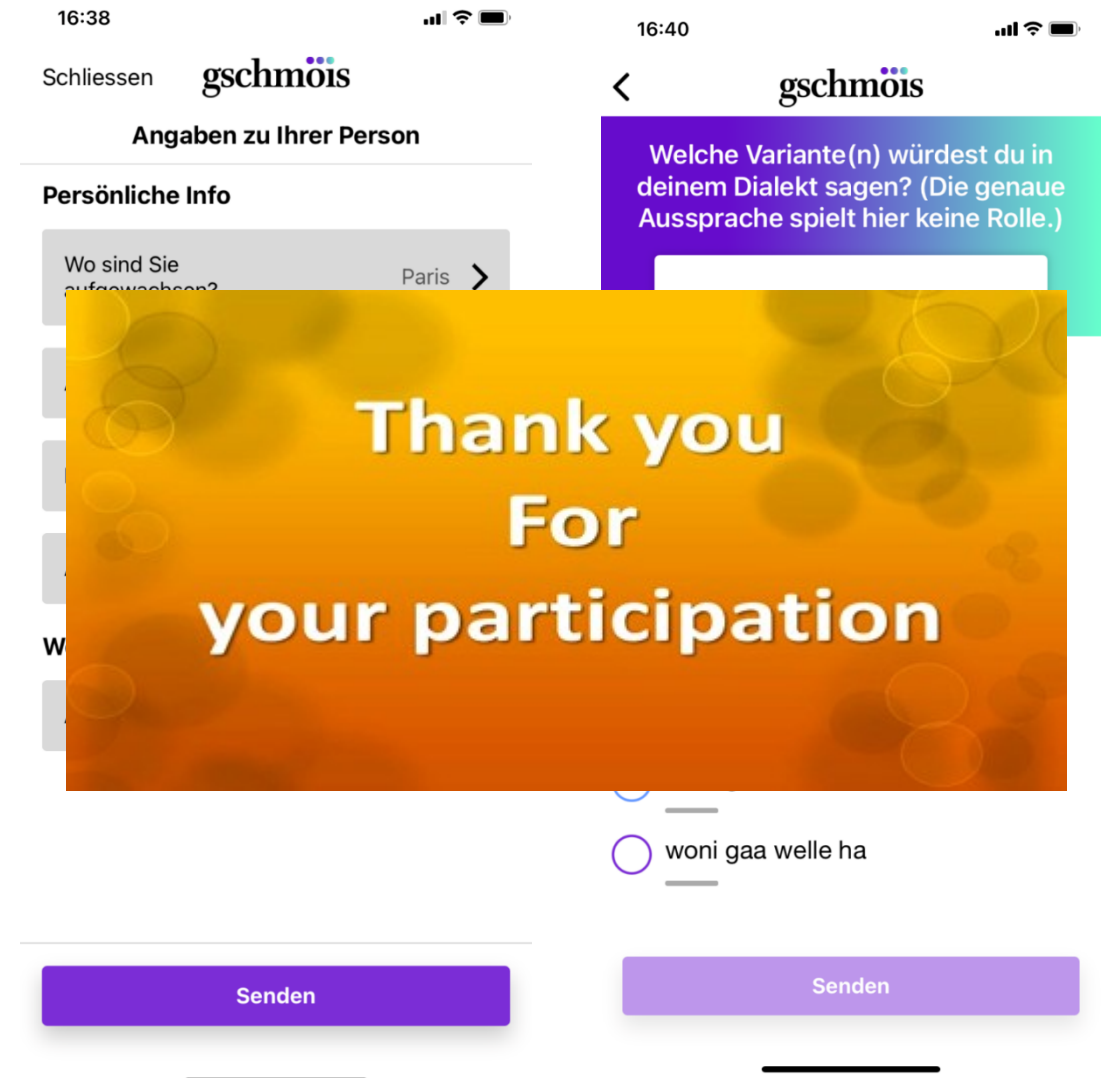 16:38
Schliessen
gschmöis
Angaben zu Ihrer Person
Persönliche Info
Wo sind Sie
aufgewachsen?
Paris
Senden
16:40
gschmöis
Welche Variante(n) würdest du in
deinem Dialekt sagen? (Die genaue
Aussprache spielt hier keine Rolle.)
woni gaa welle ha
Senden
Thank you
For
your participation